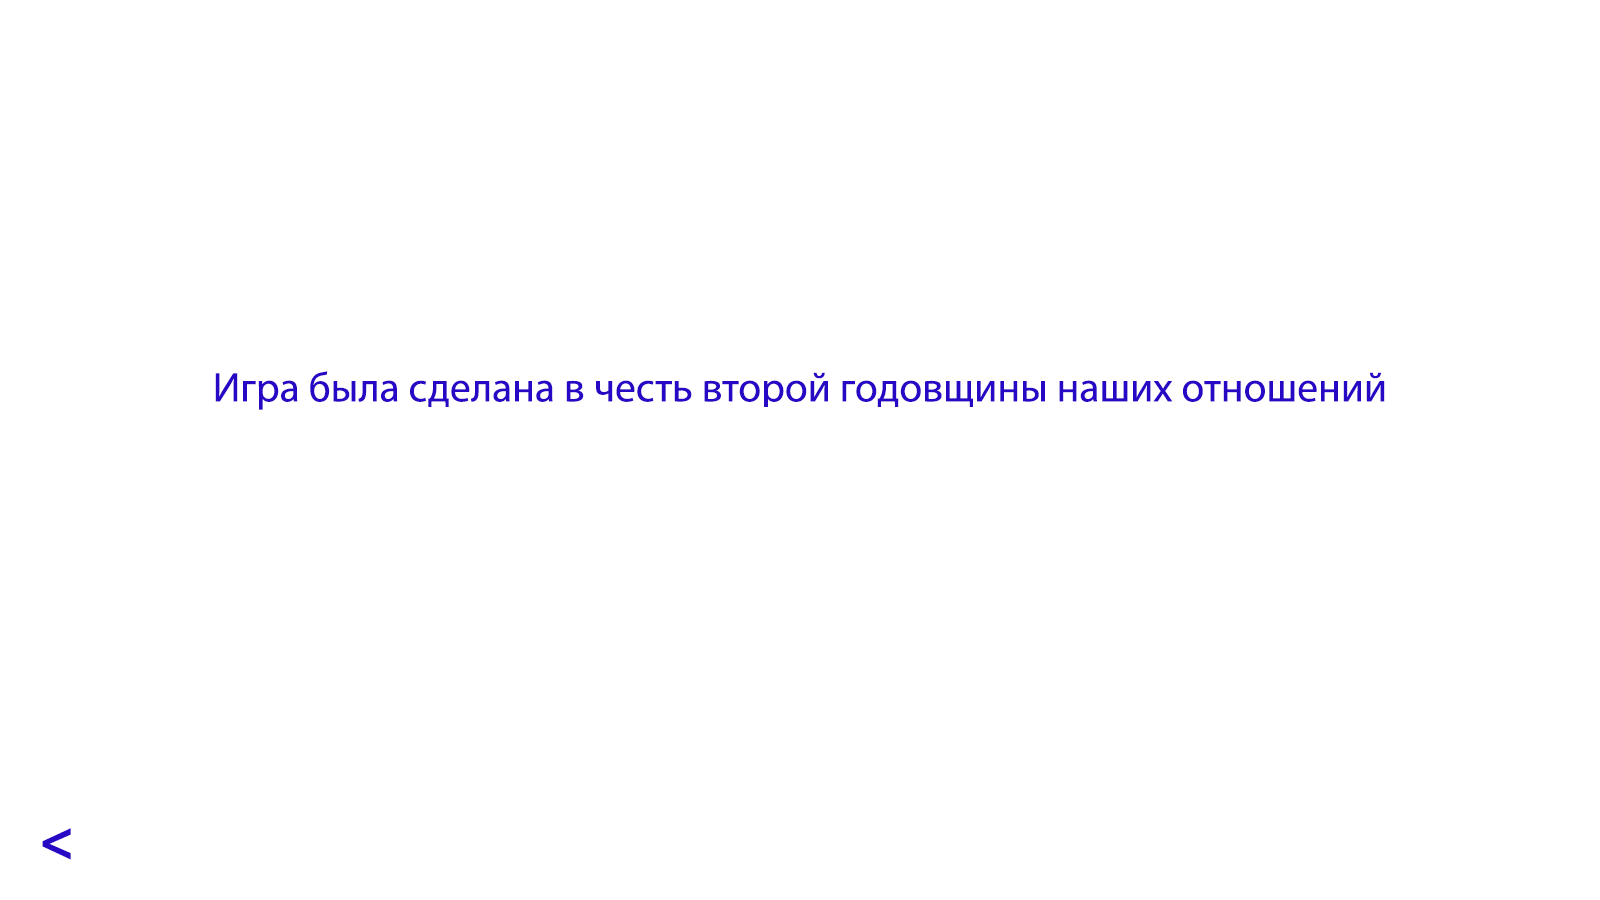 Игра была сделана в честь второй годовщины наших отношений
<